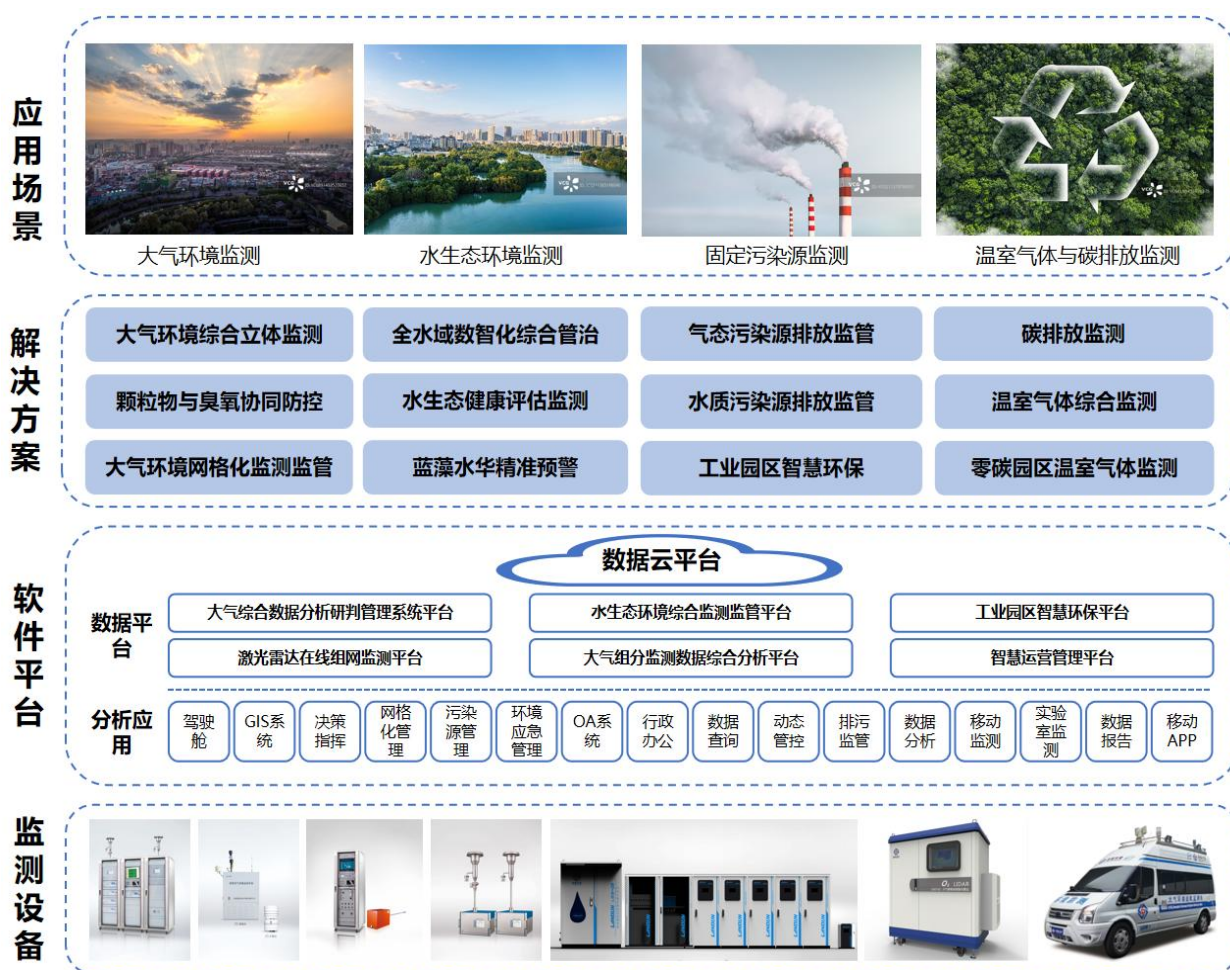 应用场景
大气环境监测
水生态环境监测
固定污染源监测
温室气体与碳排放监测
解决方案
大气环境综合立体监测
全水域数智化综合管治
气态污染源排放监管
碳排放监测
颗粒物与臭氧协同防控
水生态健康评估监测
水质污染源排放监管
温室气体综合监测
大气环境网格化监测监管
蓝藻水华精准预警
工业园区智慧环保
零碳园区温室气体监测
软件平台
数据云平台
数据平
台
大气综合数据分析研判管理系统平台
水生态环境综合监测监管平台
工业园区智慧环保平台
激光雷达在线组网监测平台
大气组分监测数据综合分析平台
智慧运营管理平台
分析应
用
驾驶
舱
GIS系
统
决策
指挥
网格
化管
理
污染
源管
理
环境
应急
管理
OA系
统
行政
办公
数据
查询
动态
管控
排污
监管
数据
分析
移动
监测
实验
室监
测
数据
报告
移动
APP
监测设备
O₃ LIDAR